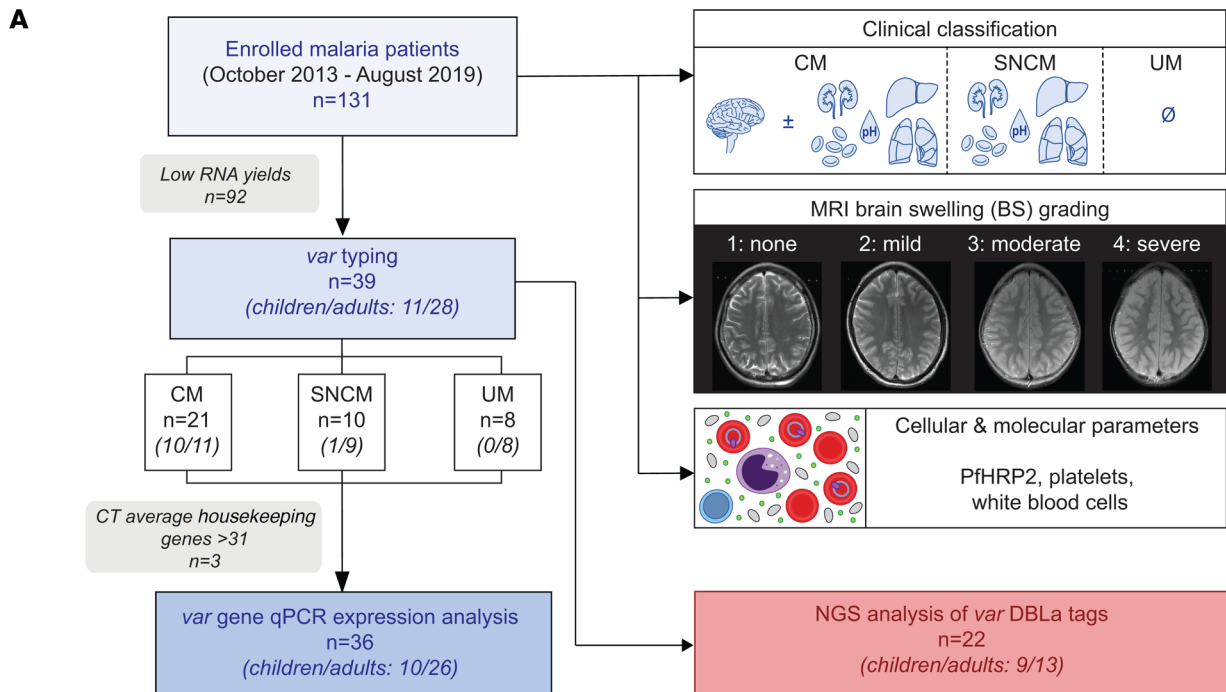 A
Enrolled malaria patients
(October 2013 - August 2019)
n=131
Low RNA yields
n=92
var typing
n=39
(children/adults: 11/28)
CM
n=21
(10/11)
SNCM
n=10
(1/9)
UM
n=8
(0/8)
CT average housekeeping
genes >31
n=3
var gene qPCR expression analysis
n=36
(children/adults: 10/26)
Clinical classification
CM
±
pH
SNCM
pH
UM
Ø
MRI brain swelling (BS) grading
1: none
2: mild
3: moderate
4: severe
Cellular & molecular parameters
PfHRP2, platelets,
white blood cells
NGS analysis of var DBLa tags
n=22
(children/adults: 9/13)